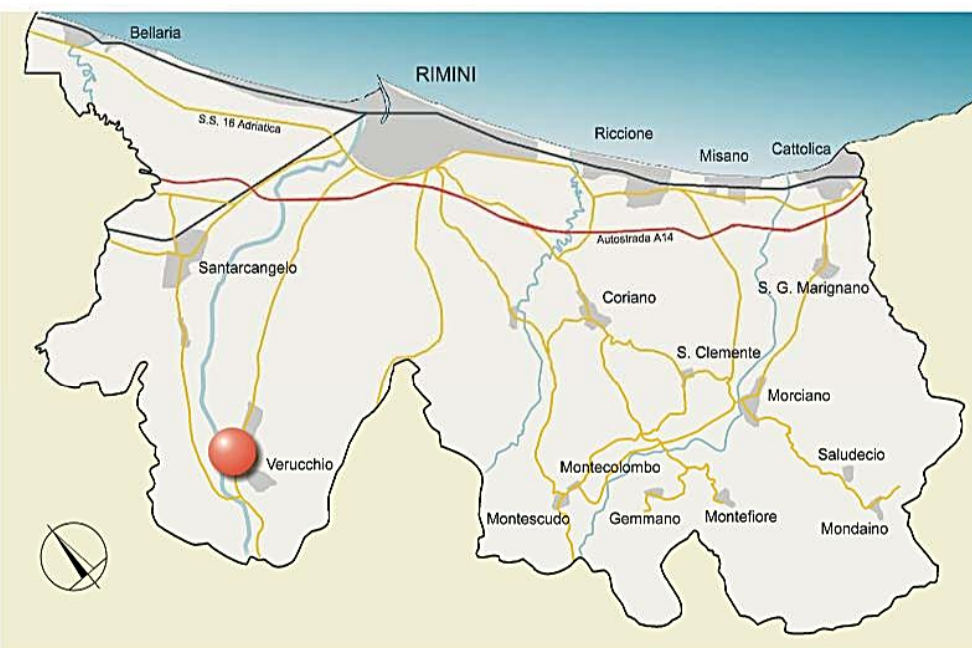 Bellaria
RIMINI
S.S. 16 Adriatica
Riccione
Misano
Cattolica
Autostrada A14
Santarcangelo
S. G. Marignano
Coriano
S. Clemente
Morciano
Verucchio
Montecolombo
Saludecio
Montescudo
Gemmano
Montefiore
Mondaino